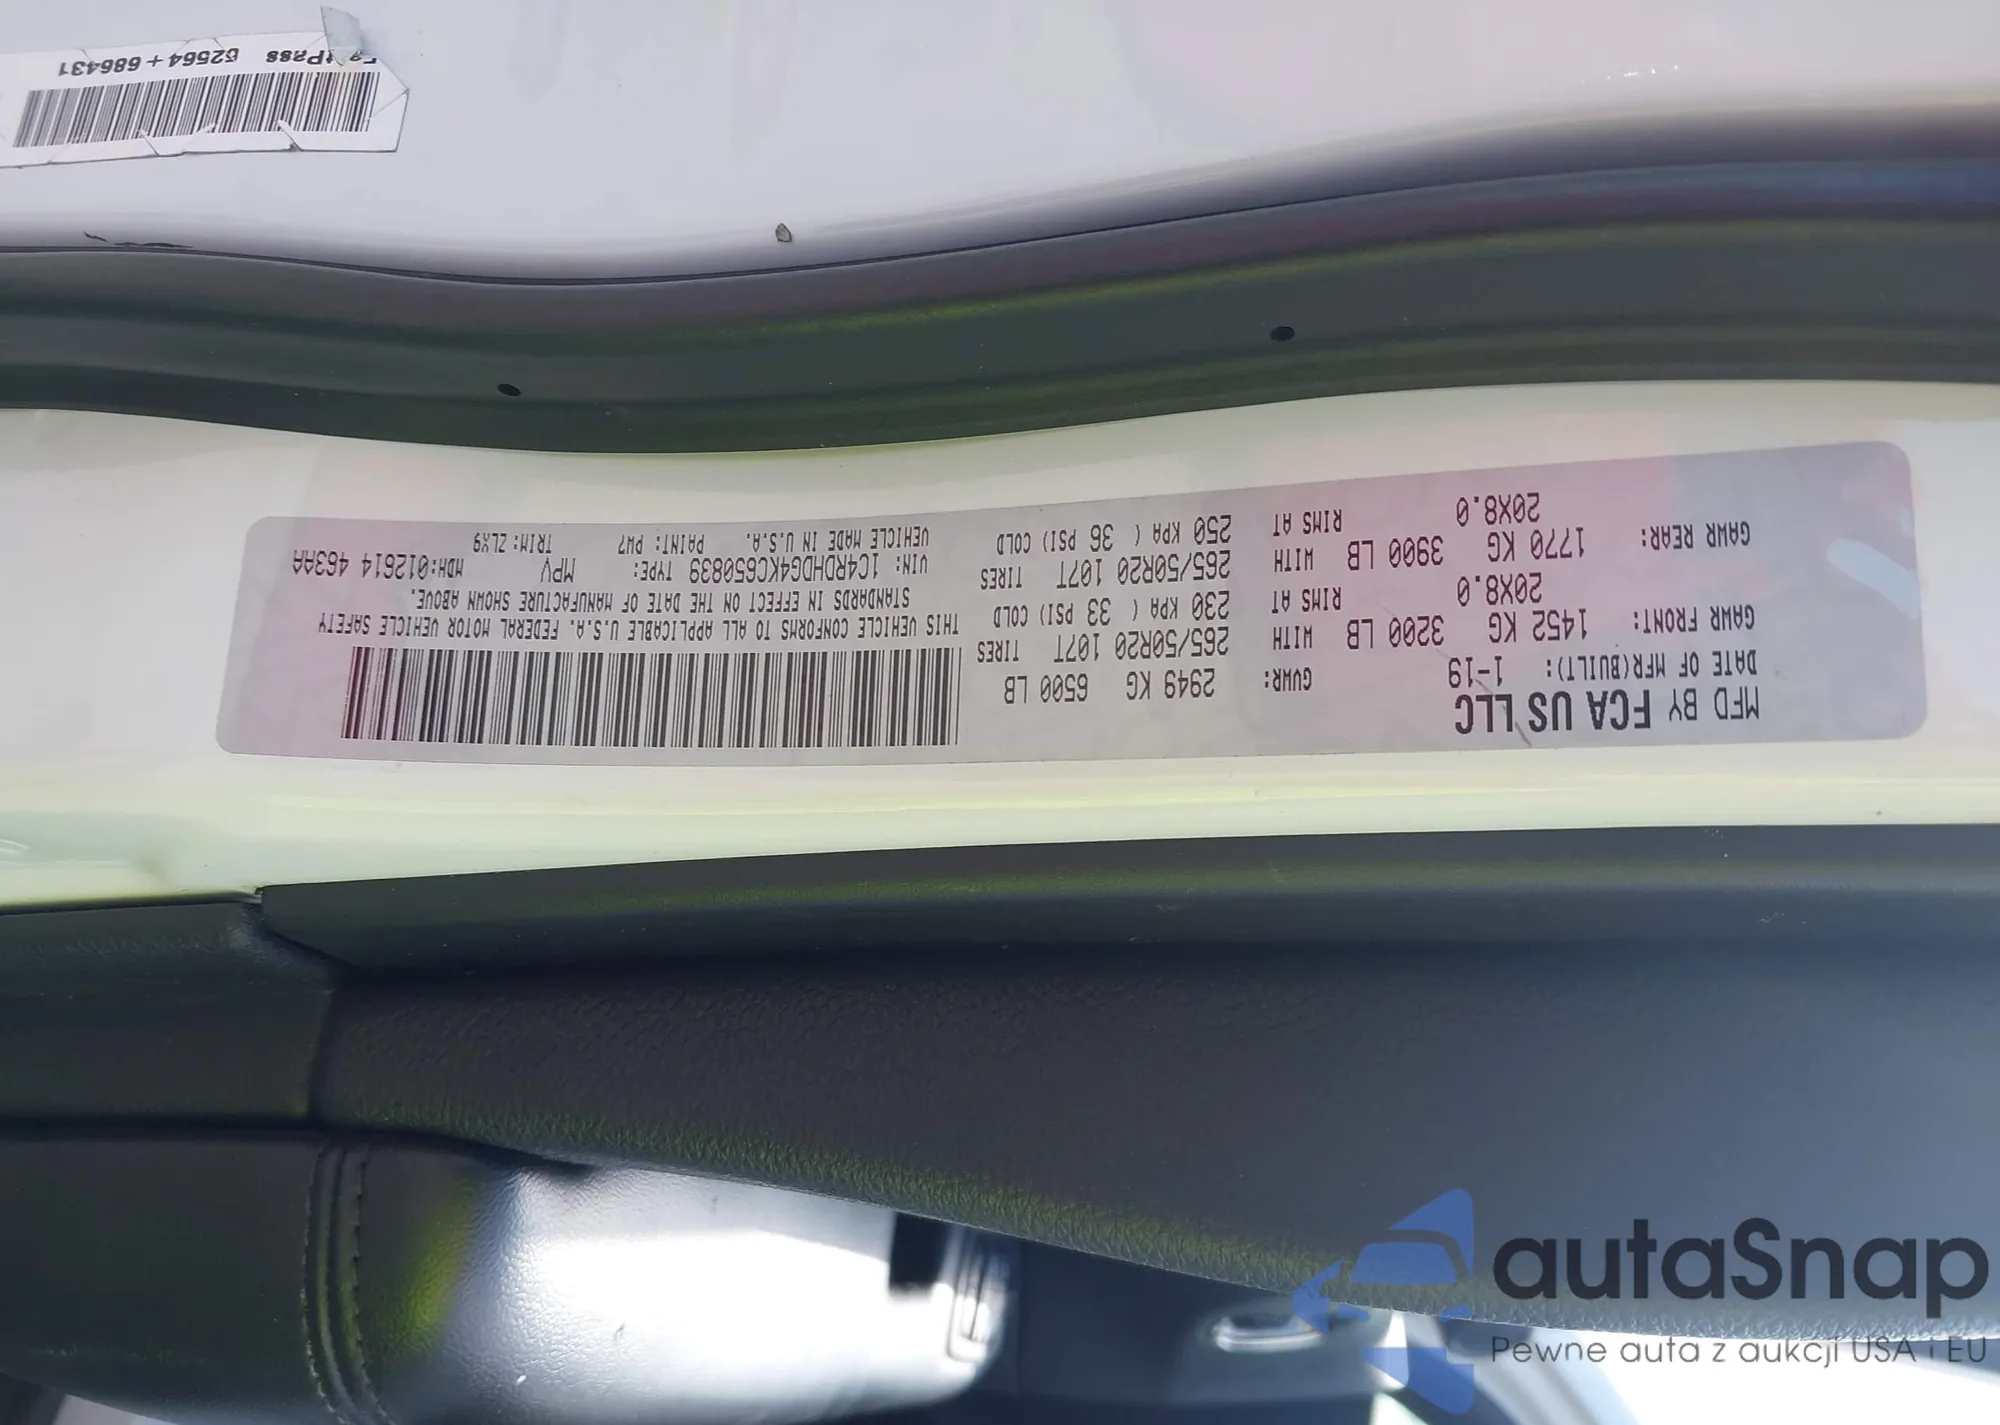 MFD BY FCA US LLC
DATE OF MFR(BUILT): 1-19
GVWR: 2949 KG 6500 LB
GAWR FRONT: 1452 KG 3200 LB WITH 265/50R20 107T TIRES
20X8.0 RIMS AT 230 KPA ( 33 PSI) COLD
GAWR REAR: 1770 KG 3900 LB WITH 265/50R20 107T TIRES
20X8.0 RIMS AT 250 KPA ( 36 PSI) COLD
THIS VEHICLE CONFORMS TO ALL APPLICABLE U.S.A. FEDERAL MOTOR VEHICLE SAFETY
STANDARDS IN EFFECT ON THE DATE OF MANUFACTURE SHOWN ABOVE.
VIN: 1C4RDHDG4KC650839 TYPE: MPV MDH:012614 463AA
VEHICLE MADE IN U.S.A. PAINT: PW7 TRIM: ZLX9
62564+686431
autaSnap
Pewne auta z aukcji USA i EU